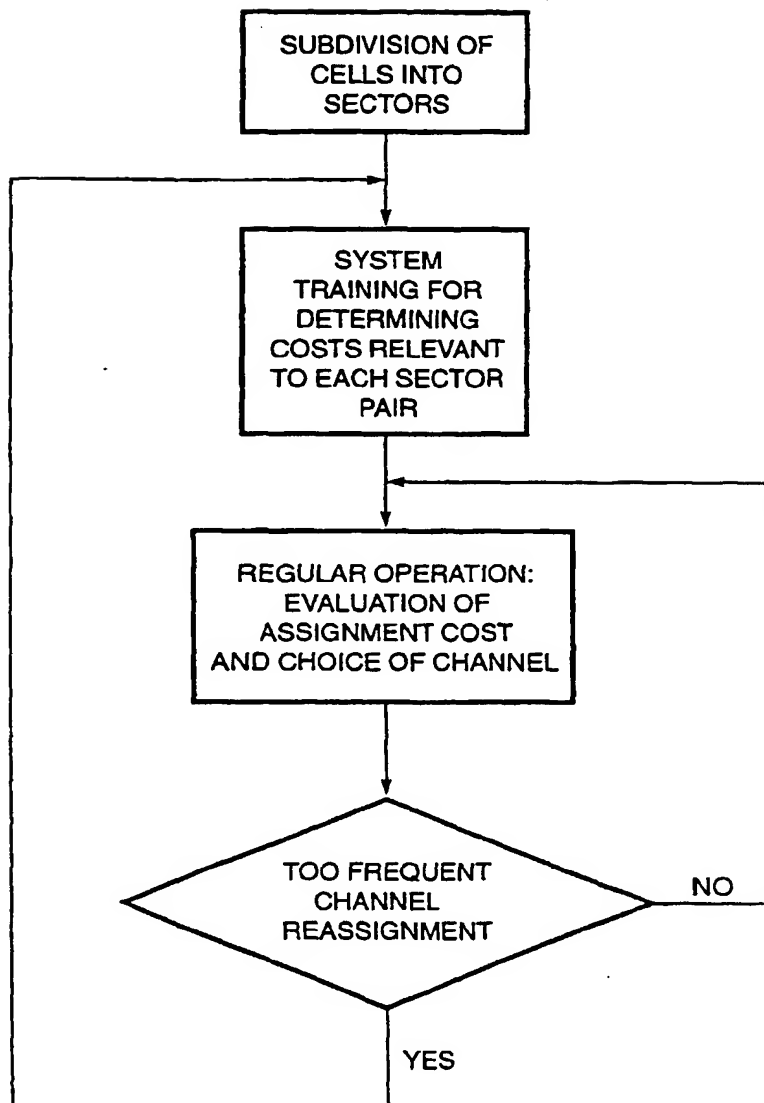 SUBDIVISION OF
CELLS INTO
SECTORS
SYSTEM
TRAINING FOR
DETERMINING
COSTS RELEVANT
TO EACH SECTOR
PAIR
REGULAR OPERATION:
EVALUATION OF
ASSIGNMENT COST
AND CHOICE OF CHANNEL
TOO FREQUENT
CHANNEL
REASSIGNMENT
NO
YES